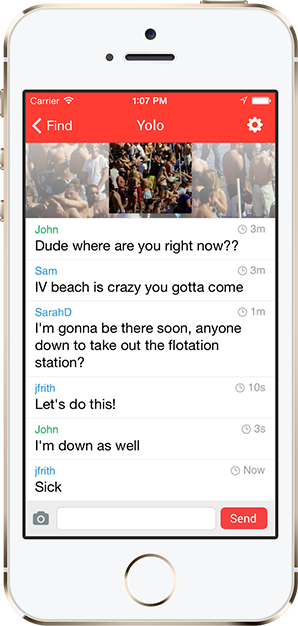 Carrier 1:07 PM
Find Yolo
John 3m
Dude where are you right now??
Sam 3m
IV beach is crazy you gotta come
SarahD 1m
I'm gonna be there soon, anyone
down to take out the flotation
station?
jfrith 10s
Let's do this!
John 3s
I'm down as well
jfrith Now
Sick
Send